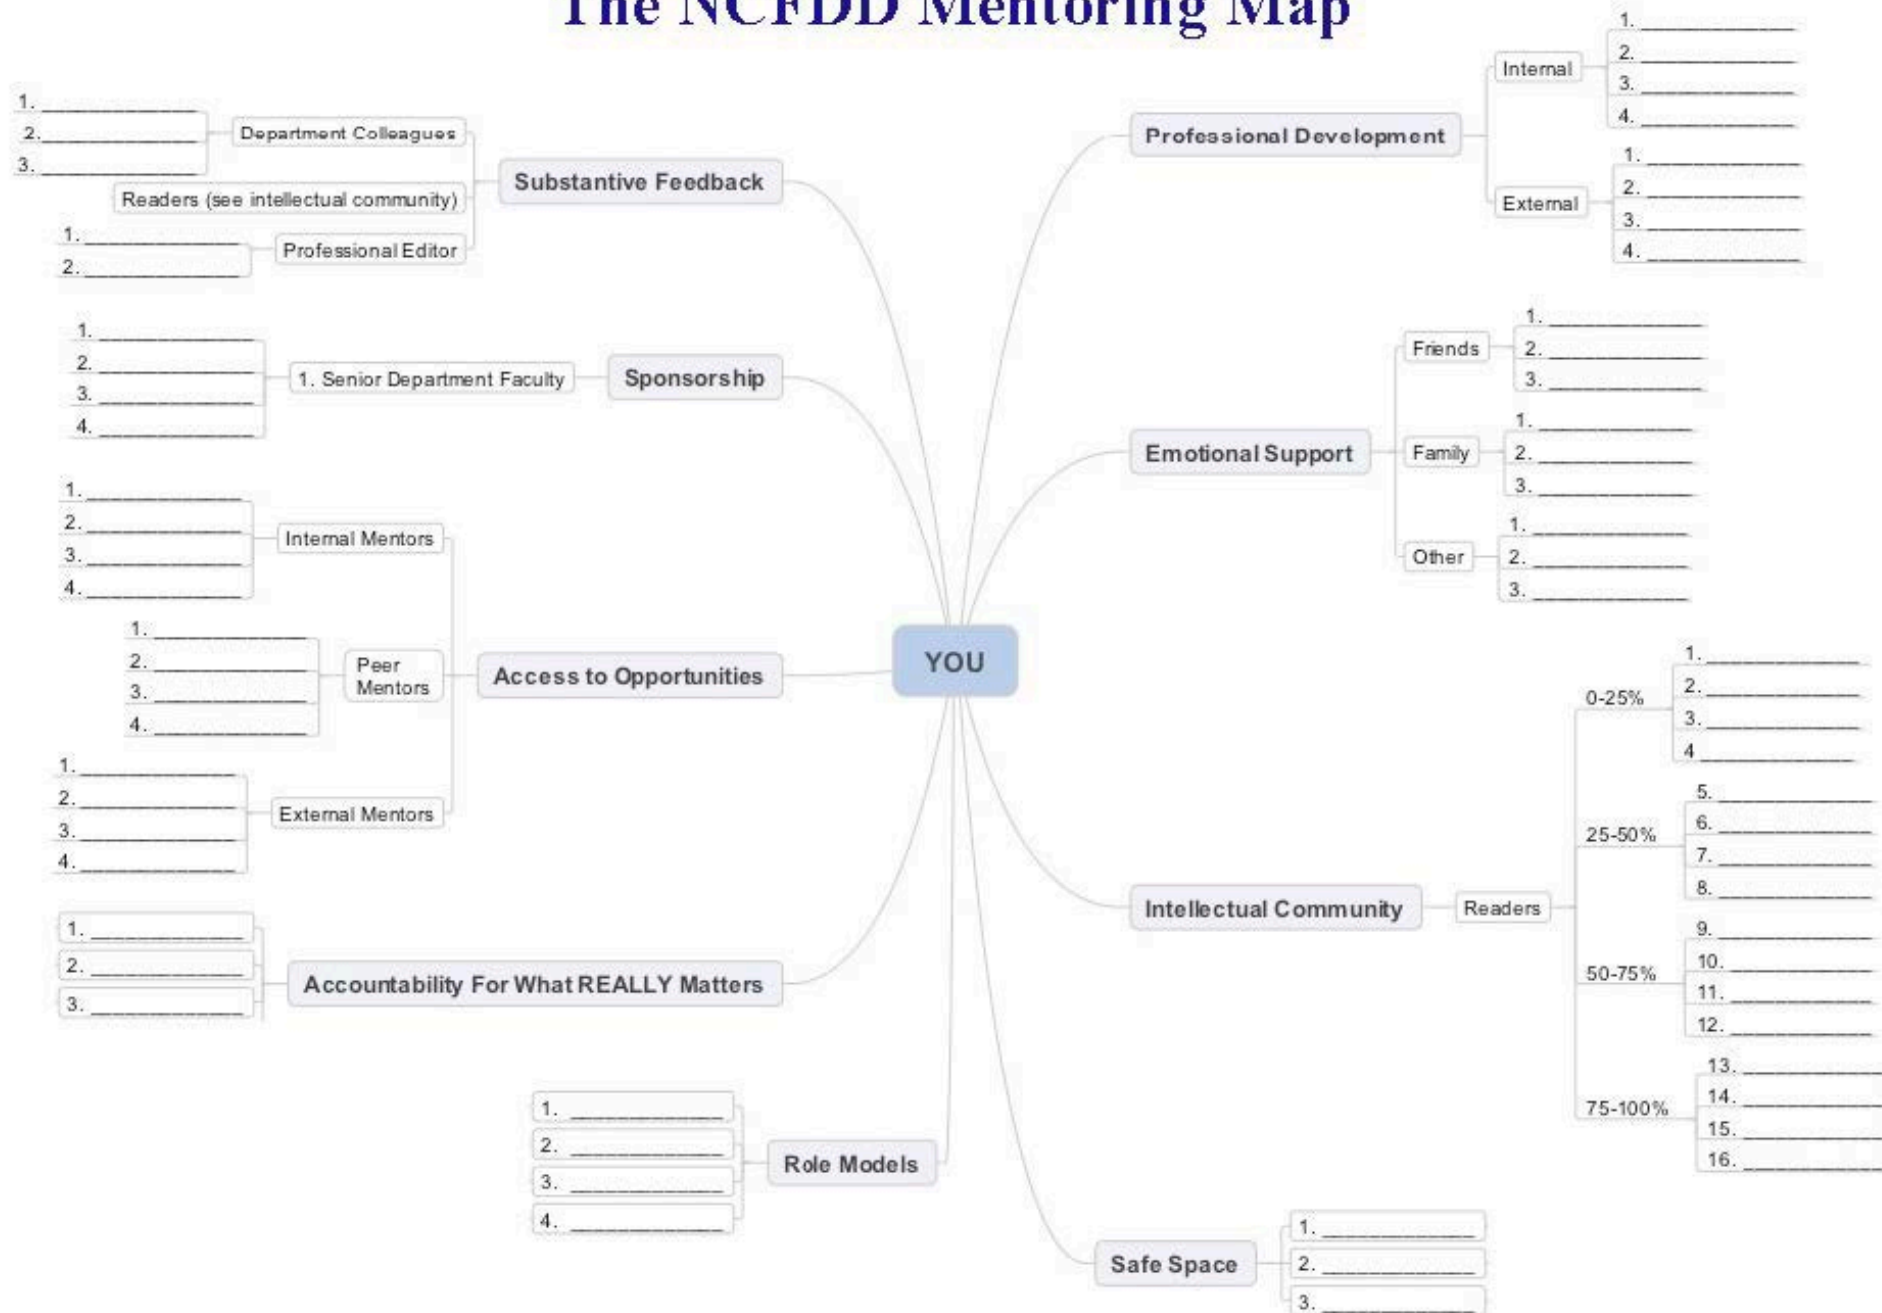 The NCFDD Mentoring Map
Substantive Feedback
Department Colleagues
1.
2.
3.
Readers (see intellectual community)
Professional Editor
1.
2.
Sponsorship
1. Senior Department Faculty
1.
2.
3.
4.
Access to Opportunities
Internal Mentors
1.
2.
3.
4.
Peer
Mentors
1.
2.
3.
4.
External Mentors
1.
2.
3.
4.
Accountability For What REALLY Matters
1.
2.
3.
Role Models
1.
2.
3.
4.
YOU
Professional Development
Internal
1.
2.
3.
4.
External
1.
2.
3.
4.
Emotional Support
Friends
1.
2.
3.
Family
1.
2.
3.
Other
1.
2.
3.
Intellectual Community
Readers
0-25%
1.
2.
3.
4
25-50%
5.
6.
7.
8.
50-75%
9.
10.
11.
12.
75-100%
13.
14.
15.
16.
Safe Space
1.
2.
3.